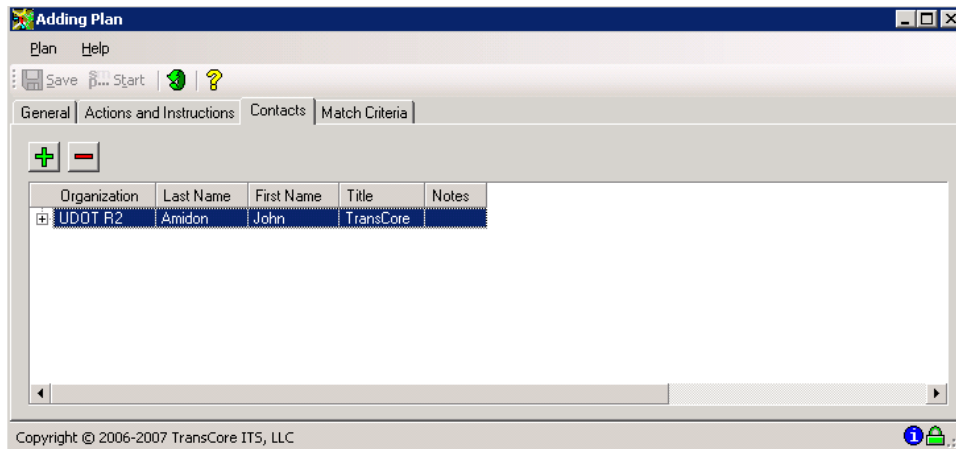 Adding Plan
Plan Help
Save Start
General Actions and Instructions Contacts Match Criteria
Organization Last Name First Name Title Notes
UDOT R2 Amidon John TransCore
Copyright © 2006-2007 TransCore ITS, LLC